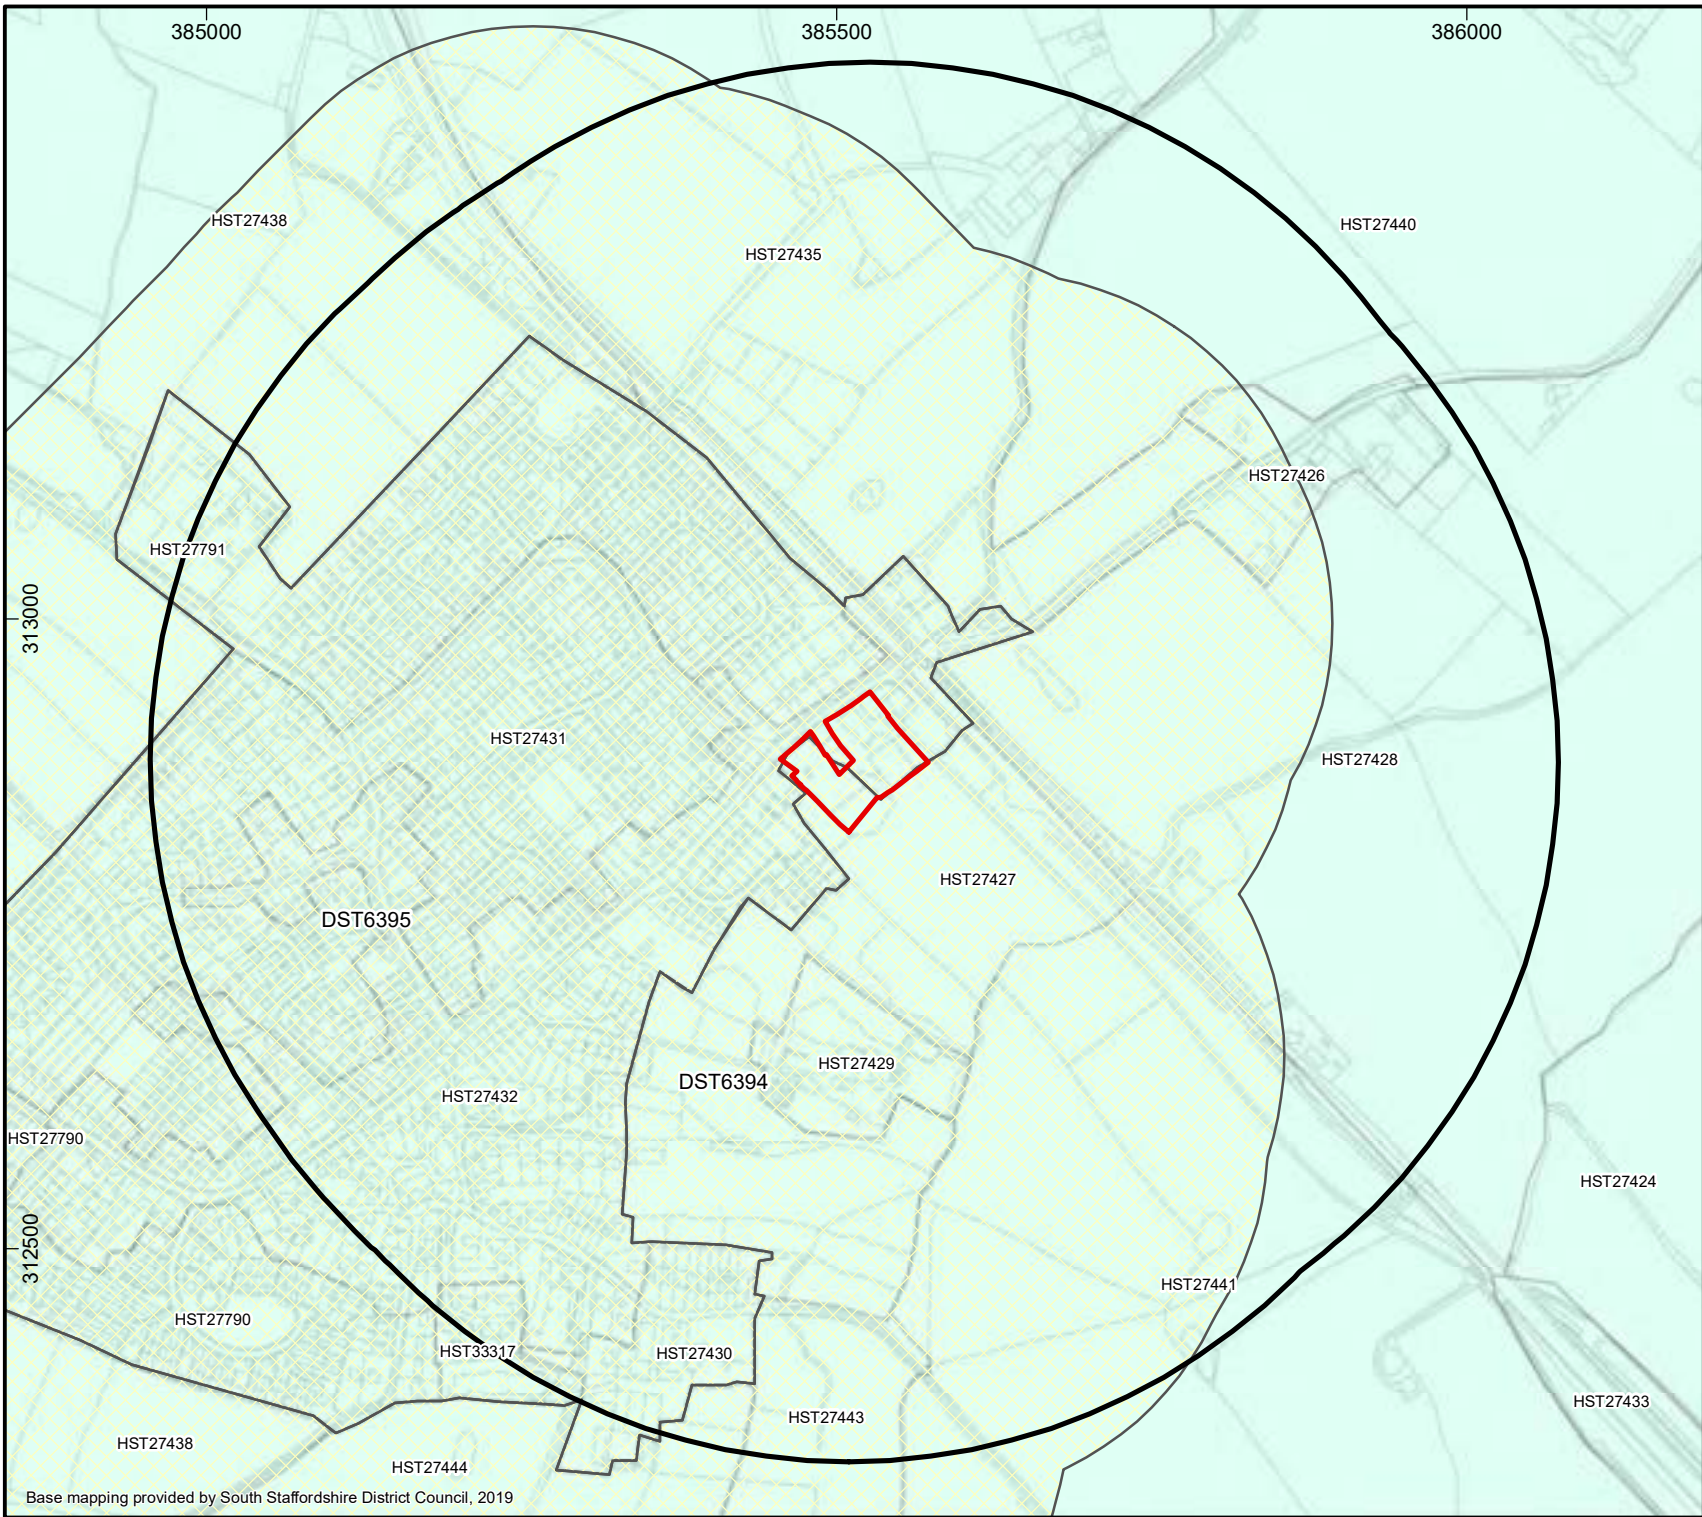 385000
385500
386000
HST27438
HST27435
HST27440
HST27426
HST27791
313000
HST27431
HST27428
HST27427
DST6395
HST27429
DST6394
HST27432
HST27790
HST27424
312500
HST27441
HST27790
HST33317
HST27430
HST27433
HST27443
HST27438
HST27444
Base mapping provided by South Staffordshire District Council, 2019